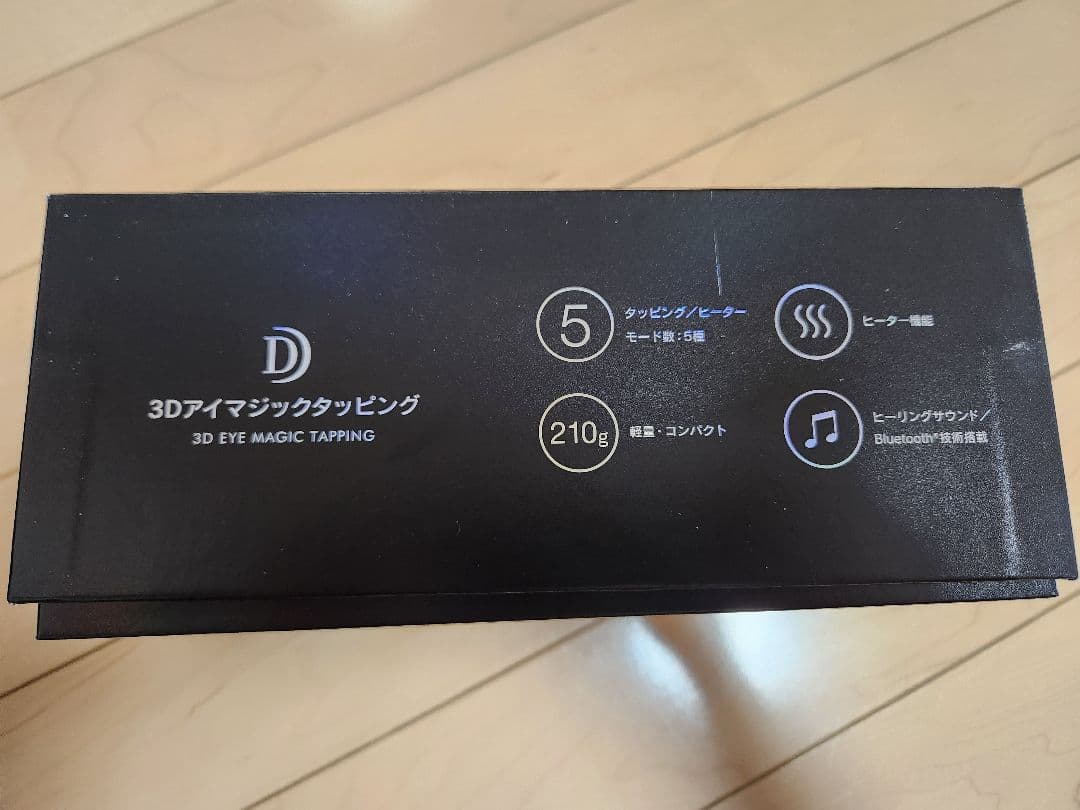 D
3Dアイマジックタッピング
3D EYE MAGIC TAPPING
5
タッピング／ヒーター
モード数：5種
ヒーター機能
210g
軽量・コンパクト
ヒーリングサウンド／
Bluetooth®技術搭載